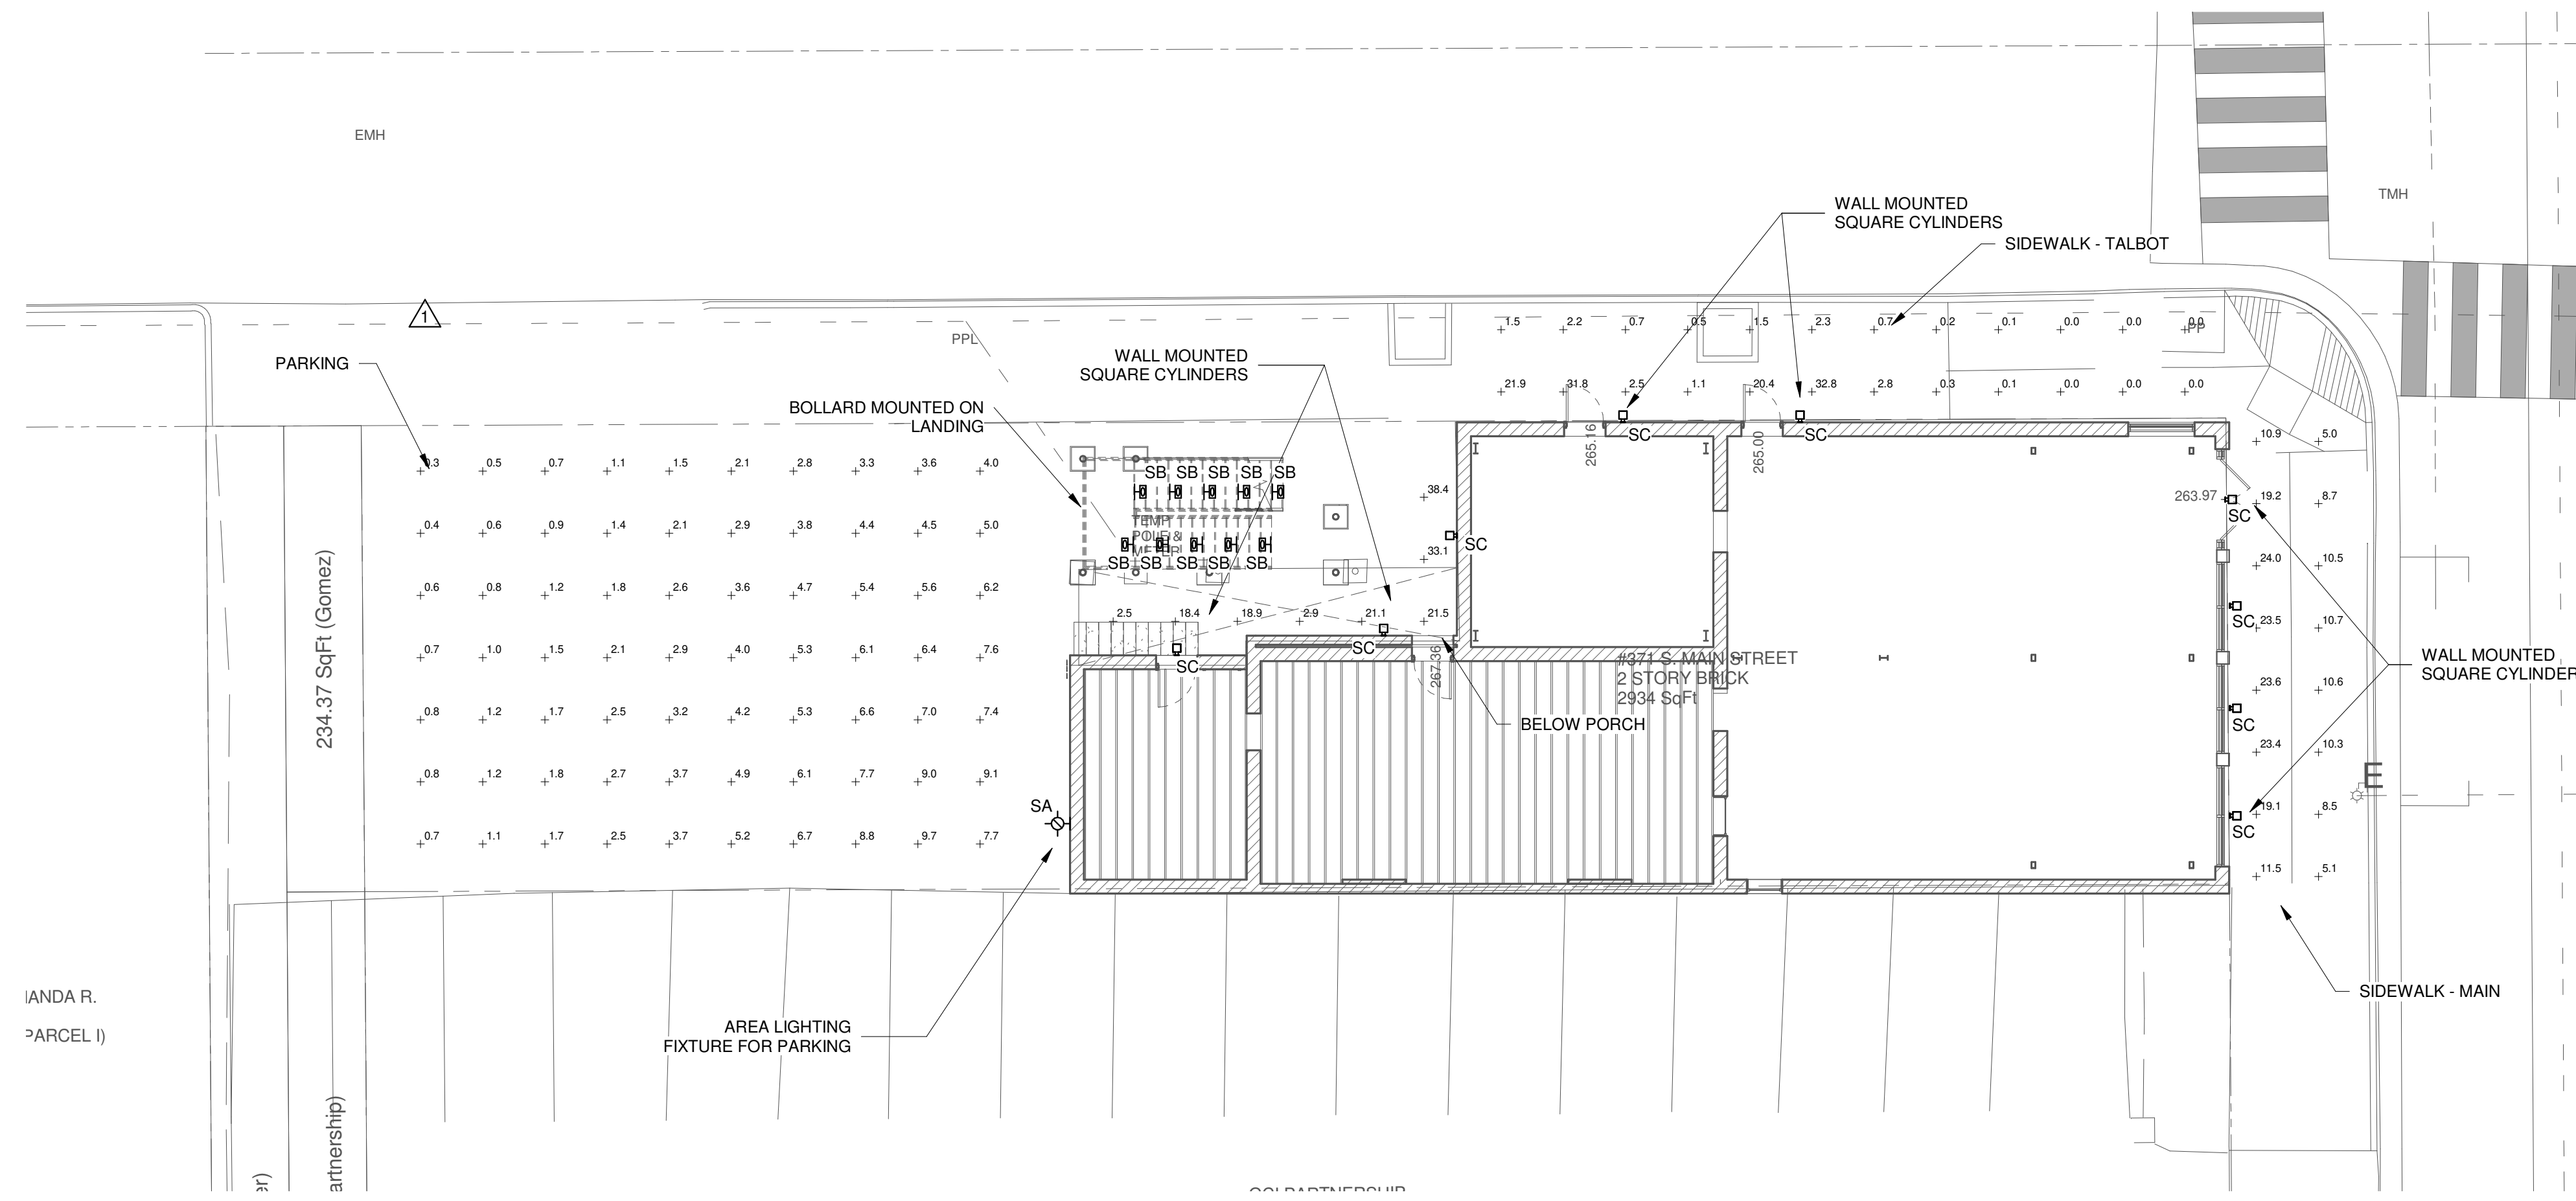 EMH
TMH
WALL MOUNTED
SQUARE CYLINDERS
SIDEWALK - TALBOT
1
PPL
PARKING
WALL MOUNTED
SQUARE CYLINDERS
BOLLARD MOUNTED ON
LANDING
1.5 2.2 0.7 0.5 1.5 2.3 0.7 0.2 0.1 0.0 0.0 0.0
PP
21.9 31.8 2.5 1.1 20.4 32.8 2.8 0.3 0.1 0.0 0.0 0.0
SC SC
265.16
265.00
10.9 5.0
0.3 0.5 0.7 1.1 1.5 2.1 2.8 3.3 3.6 4.0
SB SB SB SB SB
38.4
263.97
19.2 8.7
SC
0.4 0.6 0.9 1.4 2.1 2.9 3.8 4.4 4.5 5.0
TEMP
POLE &
METER
SC
33.1
SB SB SB SB SB
24.0 10.5
0.6 0.8 1.2 1.8 2.6 3.6 4.7 5.4 5.6 6.2
2.5 18.4 18.9 2.9 21.1 21.5
SC
23.5 10.7
234.37 SqFt (Gomez)
0.7 1.0 1.5 2.1 2.9 4.0 5.3 6.1 6.4 7.6
SC
SC
267.36
#371 S. MAIN STREET
2 STORY BRICK
2934 SqFt
WALL MOUNTED
SQUARE CYLINDER
23.6 10.6
0.8 1.2 1.7 2.5 3.2 4.2 5.3 6.6 7.0 7.4
BELOW PORCH
SC
23.4 10.3
0.8 1.2 1.8 2.7 3.7 4.9 6.1 7.7 9.0 9.1
E
SA
19.1 8.5
SC
0.7 1.1 1.7 2.5 3.7 5.2 6.7 8.8 9.7 7.7
11.5 5.1
ANDA R.
PARCEL I)
SIDEWALK - MAIN
AREA LIGHTING
FIXTURE FOR PARKING
artnership)
er)